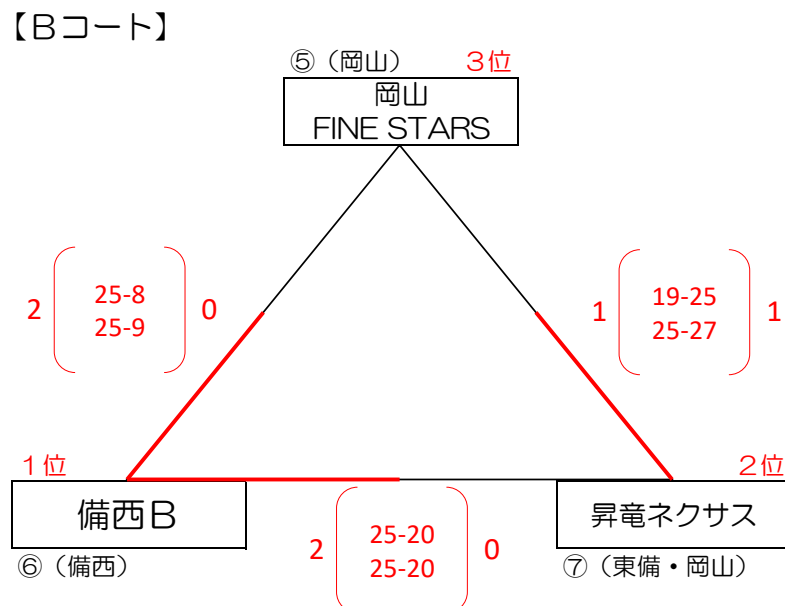 【Bコート】
⑤（岡山） 3位
岡山
FINE STARS
2 25-8 0
25-9
1 19-25 1
25-27
1位
2位
備西B
昇竜ネクサス
2 25-20 0
25-20
⑥（備西）
⑦（東備・岡山）